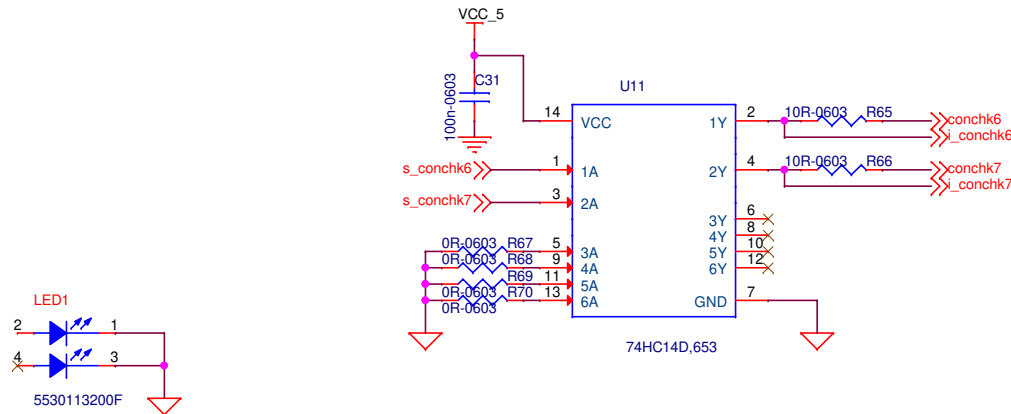 VCC_5
C31
100n-0603
U11
14
VCC
1Y
2
10R-0603
R65
conchk6
i_conchk6
s_conchk6
1
1A
2Y
4
10R-0603
R66
conchk7
i_conchk7
s_conchk7
3
2A
3Y
6
4Y
8
5Y
10
6Y
12
0R-0603
R67
5
3A
0R-0603
R68
9
4A
0R-0603
R69
11
5A
0R-0603
R70
13
6A
GND
7
74HC14D,653
LED1
2
1
4
3
5530113200F